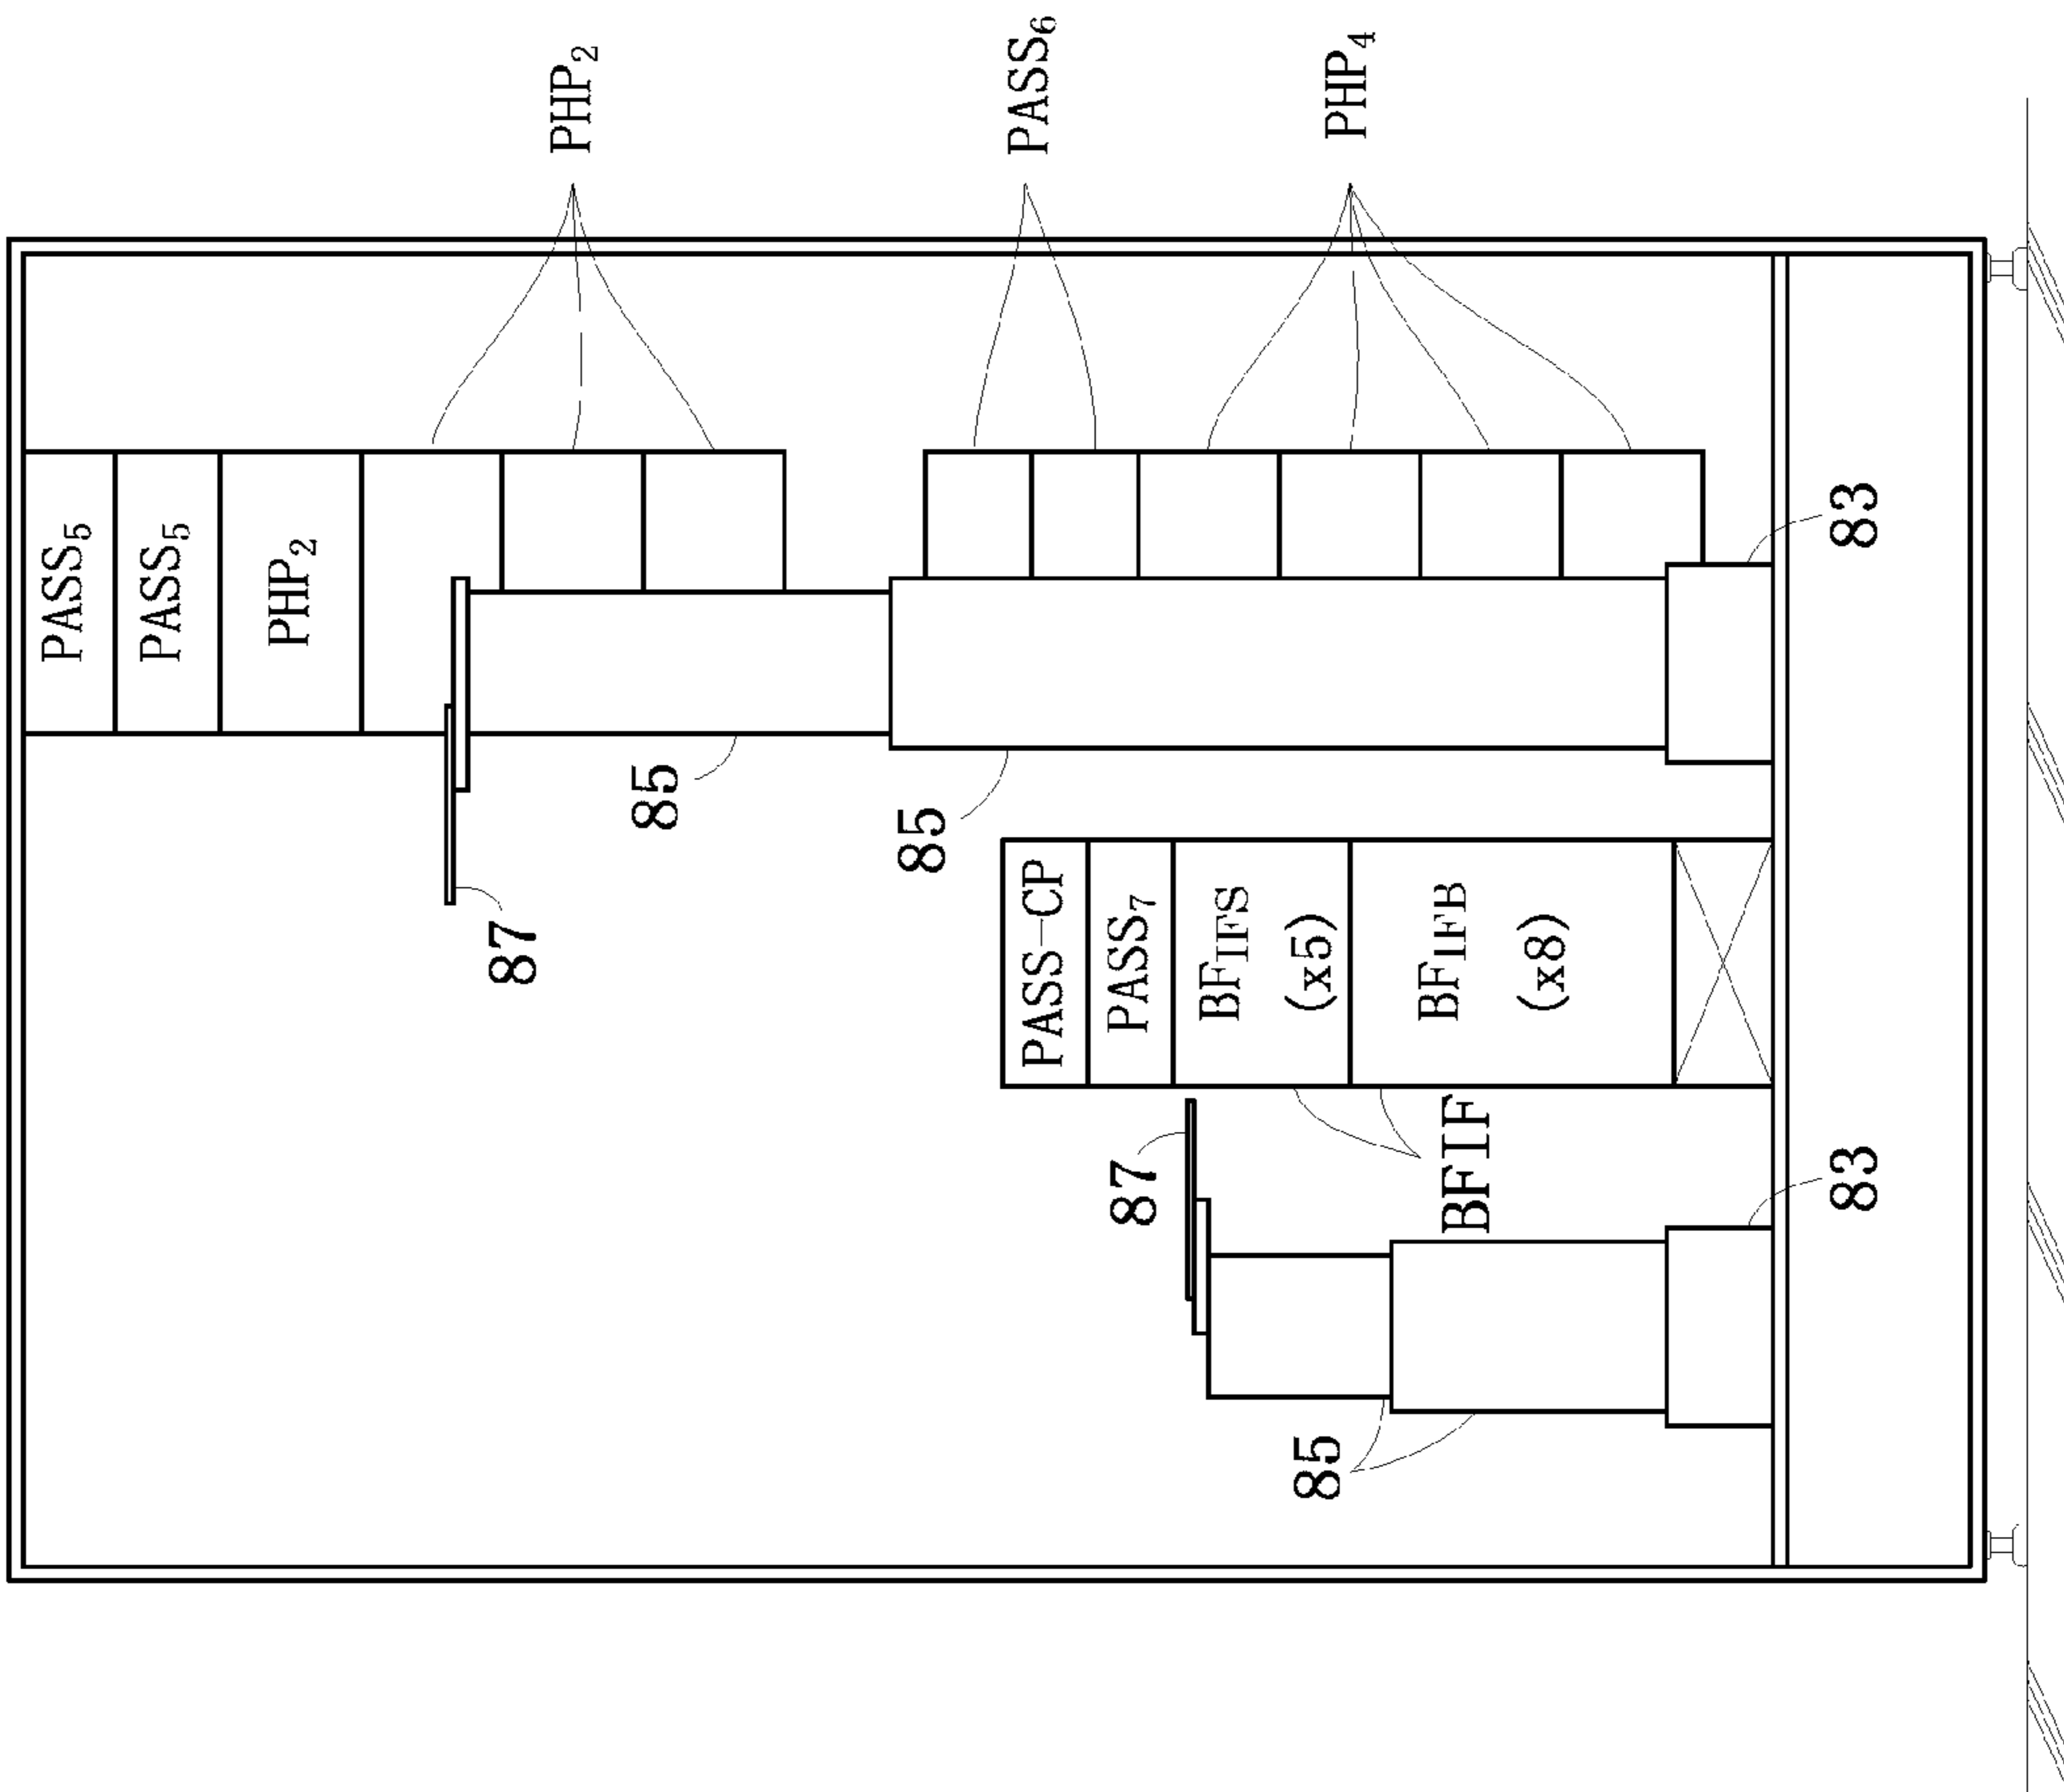 PASS₅
PASS₅
PHP₂
87
PHP₂
85
85
PASS-CP
PASS₆
87
PASS₇
BFIFS
85
(x5)
PHP₄
BFIFB
BFIF
(x8)
83
83